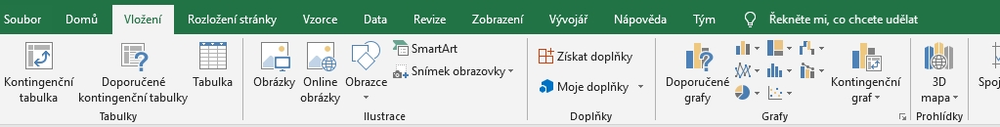 Soubor Domů Vložení Rozložení stránky Vzorce Data Revize Zobrazení Vývojář Nápověda Tým Řekněte mi, co chcete udělat
Kontingenční tabulka
Doporučené kontingenční tabulky
Tabulka
Tabulky
Obrázky
Online obrázky
Obrazce
SmartArt
Snímek obrazovky
Ilustrace
Získat doplňky
Moje doplňky
Doplňky
Doporučené grafy
Kontingenční graf
Grafy
3D mapa
Prohlídky